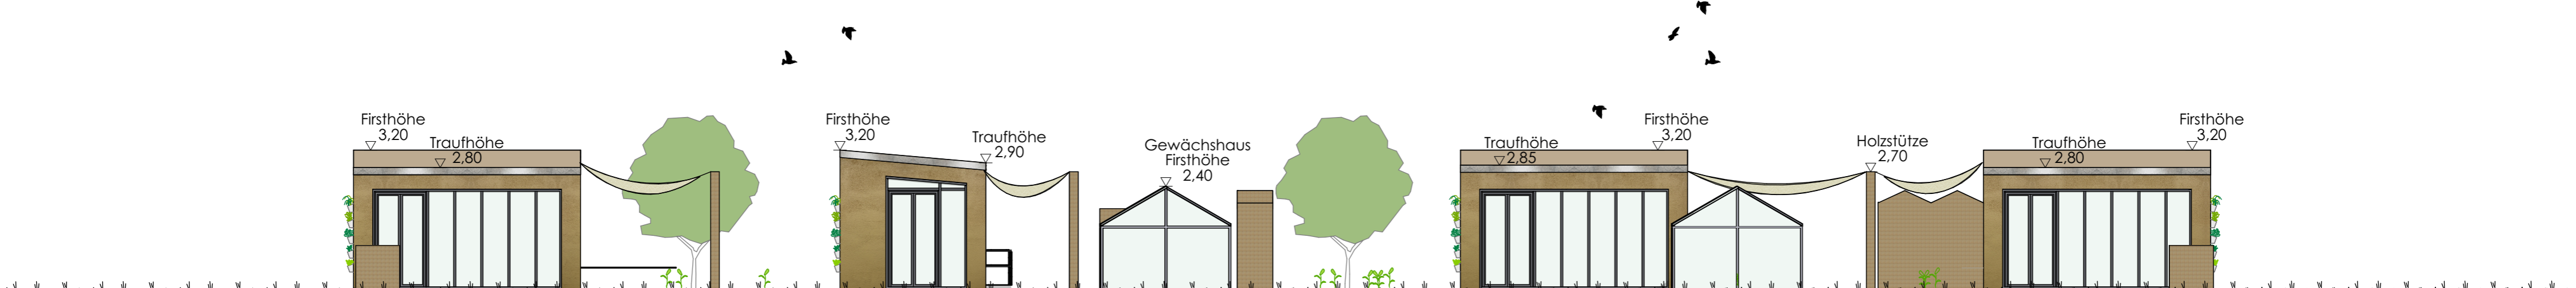 Firsthöhe
3,20
Traufhöhe
2,80
Firsthöhe
3,20
Traufhöhe
2,90
Gewächshaus
Firsthöhe
2,40
Traufhöhe
2,85
Firsthöhe
3,20
Holzstütze
2,70
Traufhöhe
2,80
Firsthöhe
3,20